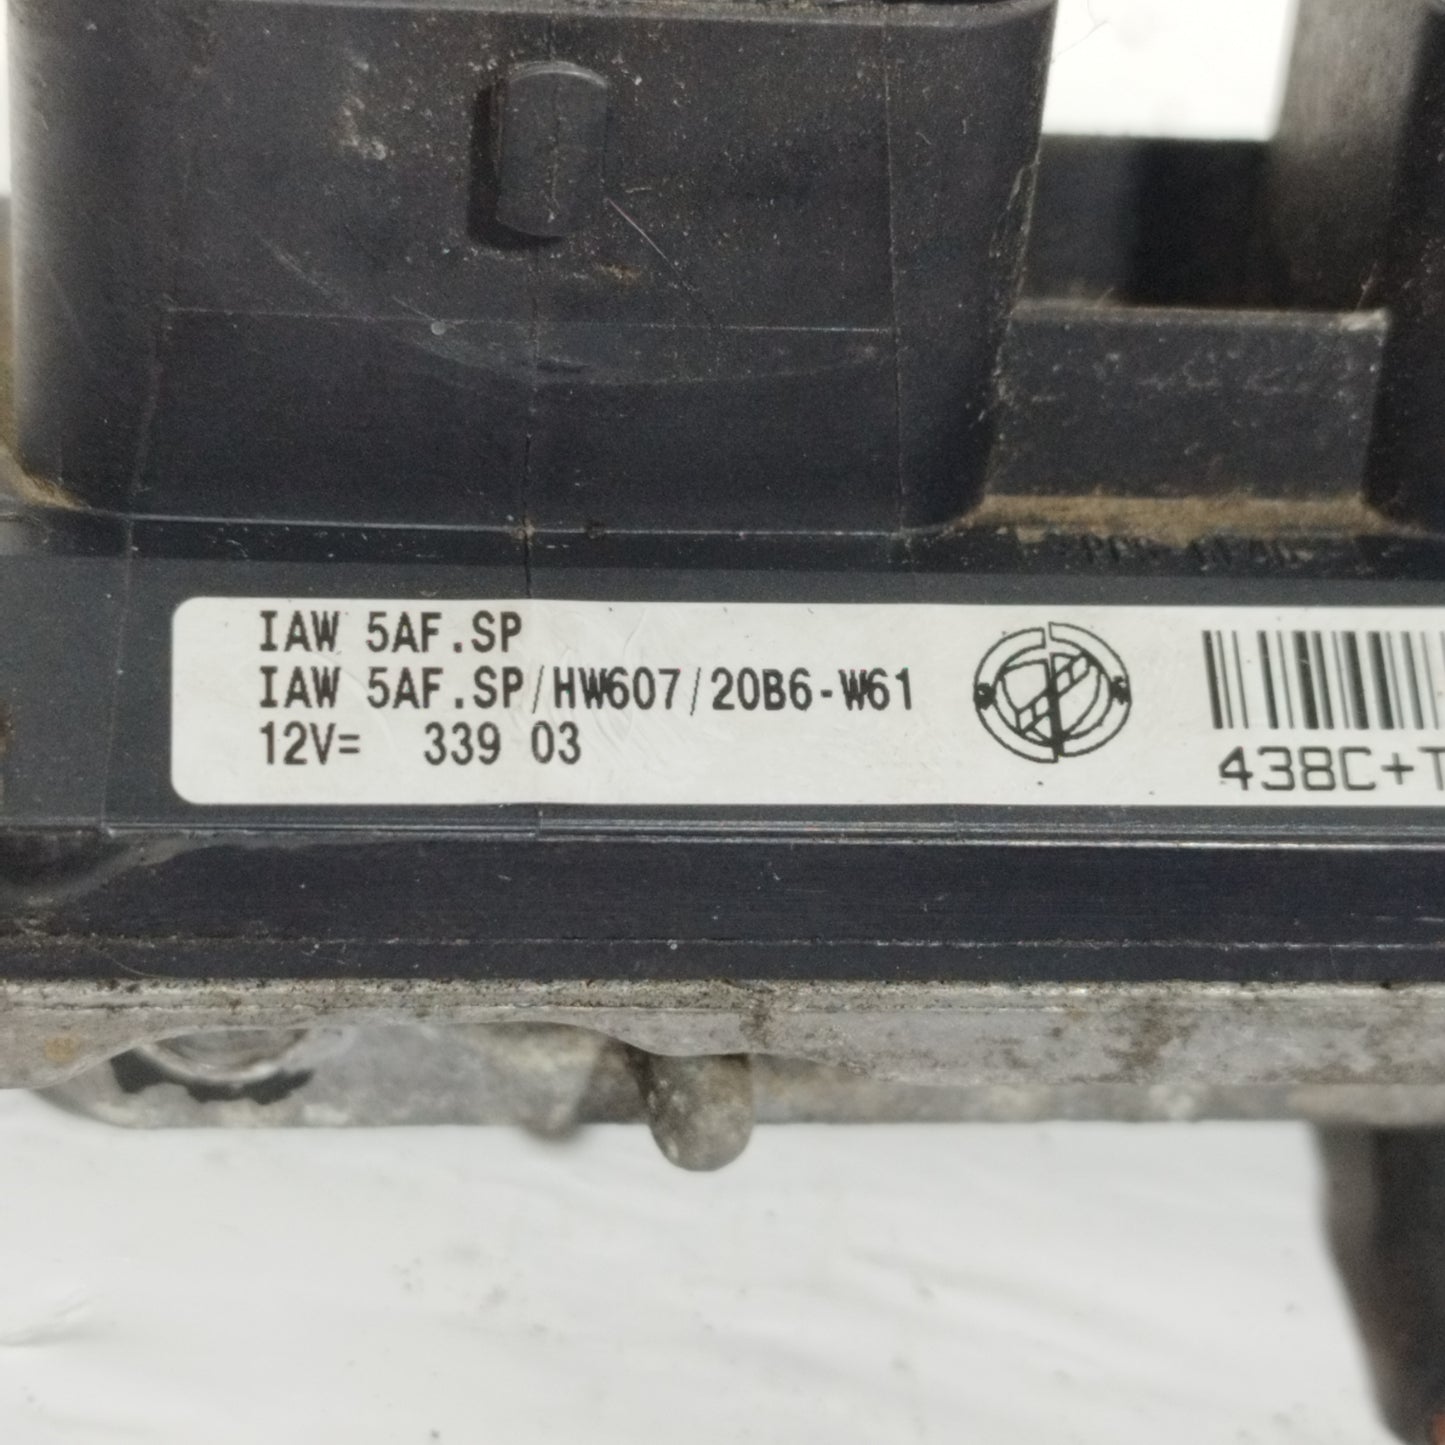 IAW 5AF.SP
IAW 5AF.SP/HW607/20B6-W61
12V= 339 03
438C+T